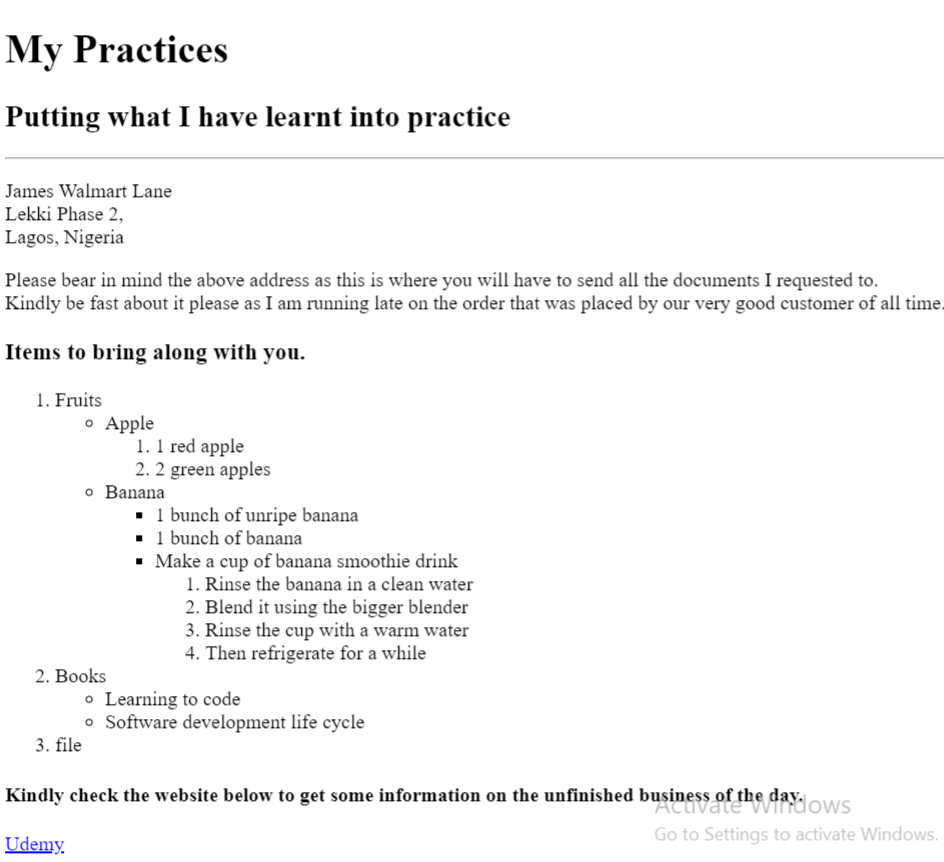 My Practices
Putting what I have learnt into practice
James Walmart Lane
Lekki Phase 2,
Lagos, Nigeria
Please bear in mind the above address as this is where you will have to send all the documents I requested to.
Kindly be fast about it please as I am running late on the order that was placed by our very good customer of all time.
Items to bring along with you.
1. Fruits
○ Apple
1. 1 red apple
2. 2 green apples
○ Banana
▪ 1 bunch of unripe banana
▪ 1 bunch of banana
▪ Make a cup of banana smoothie drink
1. Rinse the banana in a clean water
2. Blend it using the bigger blender
3. Rinse the cup with a warm water
4. Then refrigerate for a while
2. Books
○ Learning to code
○ Software development life cycle
3. file
Kindly check the website below to get some information on the unfinished business of the day.
Activate Windows
Go to Settings to activate Windows.
Udemy